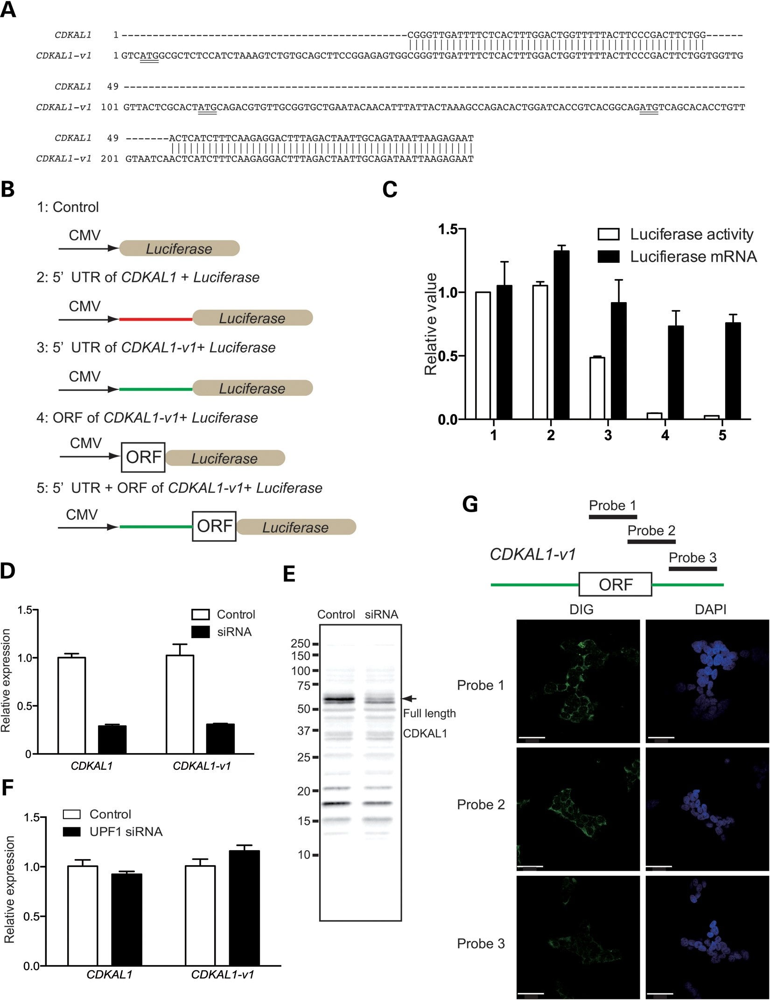 A
CDKAL1 1 ----------------------------------------------CGGGTTGATTTTCTCACTTTGGACTGGTTTTTACTTCCCGACTTCTGG------
CDKAL1-v1 1 GTCATGGCGCTCTCCATCTAAAGTCTGTGCAGCTTCCGGAGAGTGGCGGGTTGATTTTCTCACTTTGGACTGGTTTTTACTTCCCGACTTCTGGTGGTTG
CDKAL1 49 ----------------------------------------------------------------------------------------------------
CDKAL1-v1 101 GTTACTCGCACTATGCAGACGTGTTGCGGTGCTGAATACAACATTTATTACTAAAGCCAGACACTGGATCACCGTCACGGCAGATGTCAGCACACCTGTT
CDKAL1 49 -------ACTCATCTTTCAAGAGGACTTTAGACTAATTGCAGATAATTAAGAGAAT
CDKAL1-v1 201 GTAATCAACTCATCTTTCAAGAGGACTTTAGACTAATTGCAGATAATTAAGAGAAT
B
1: Control
CMV
Luciferase
2: 5’ UTR of CDKAL1 + Luciferase
CMV
Luciferase
3: 5’ UTR of CDKAL1-v1+ Luciferase
CMV
Luciferase
4: ORF of CDKAL1-v1+ Luciferase
CMV
ORF
Luciferase
5: 5’ UTR + ORF of CDKAL1-v1+ Luciferase
CMV
ORF
Luciferase
C
Relative value
1.5
1.0
0.5
0.0
Luciferase activity
Lucifierase mRNA
1 2 3 4 5
D
Relative expression
1.5
1.0
0.5
0
Control
siRNA
CDKAL1 CDKAL1-v1
E
Control siRNA
250
150
100
75
50
37
25
20
15
10
Full length
CDKAL1
F
Relative expression
1.5
1.0
0.5
0.0
Control
UPF1 siRNA
CDKAL1 CDKAL1-v1
G
Probe 1
Probe 2
Probe 3
CDKAL1-v1
ORF
DIG DAPI
Probe 1
Probe 2
Probe 3